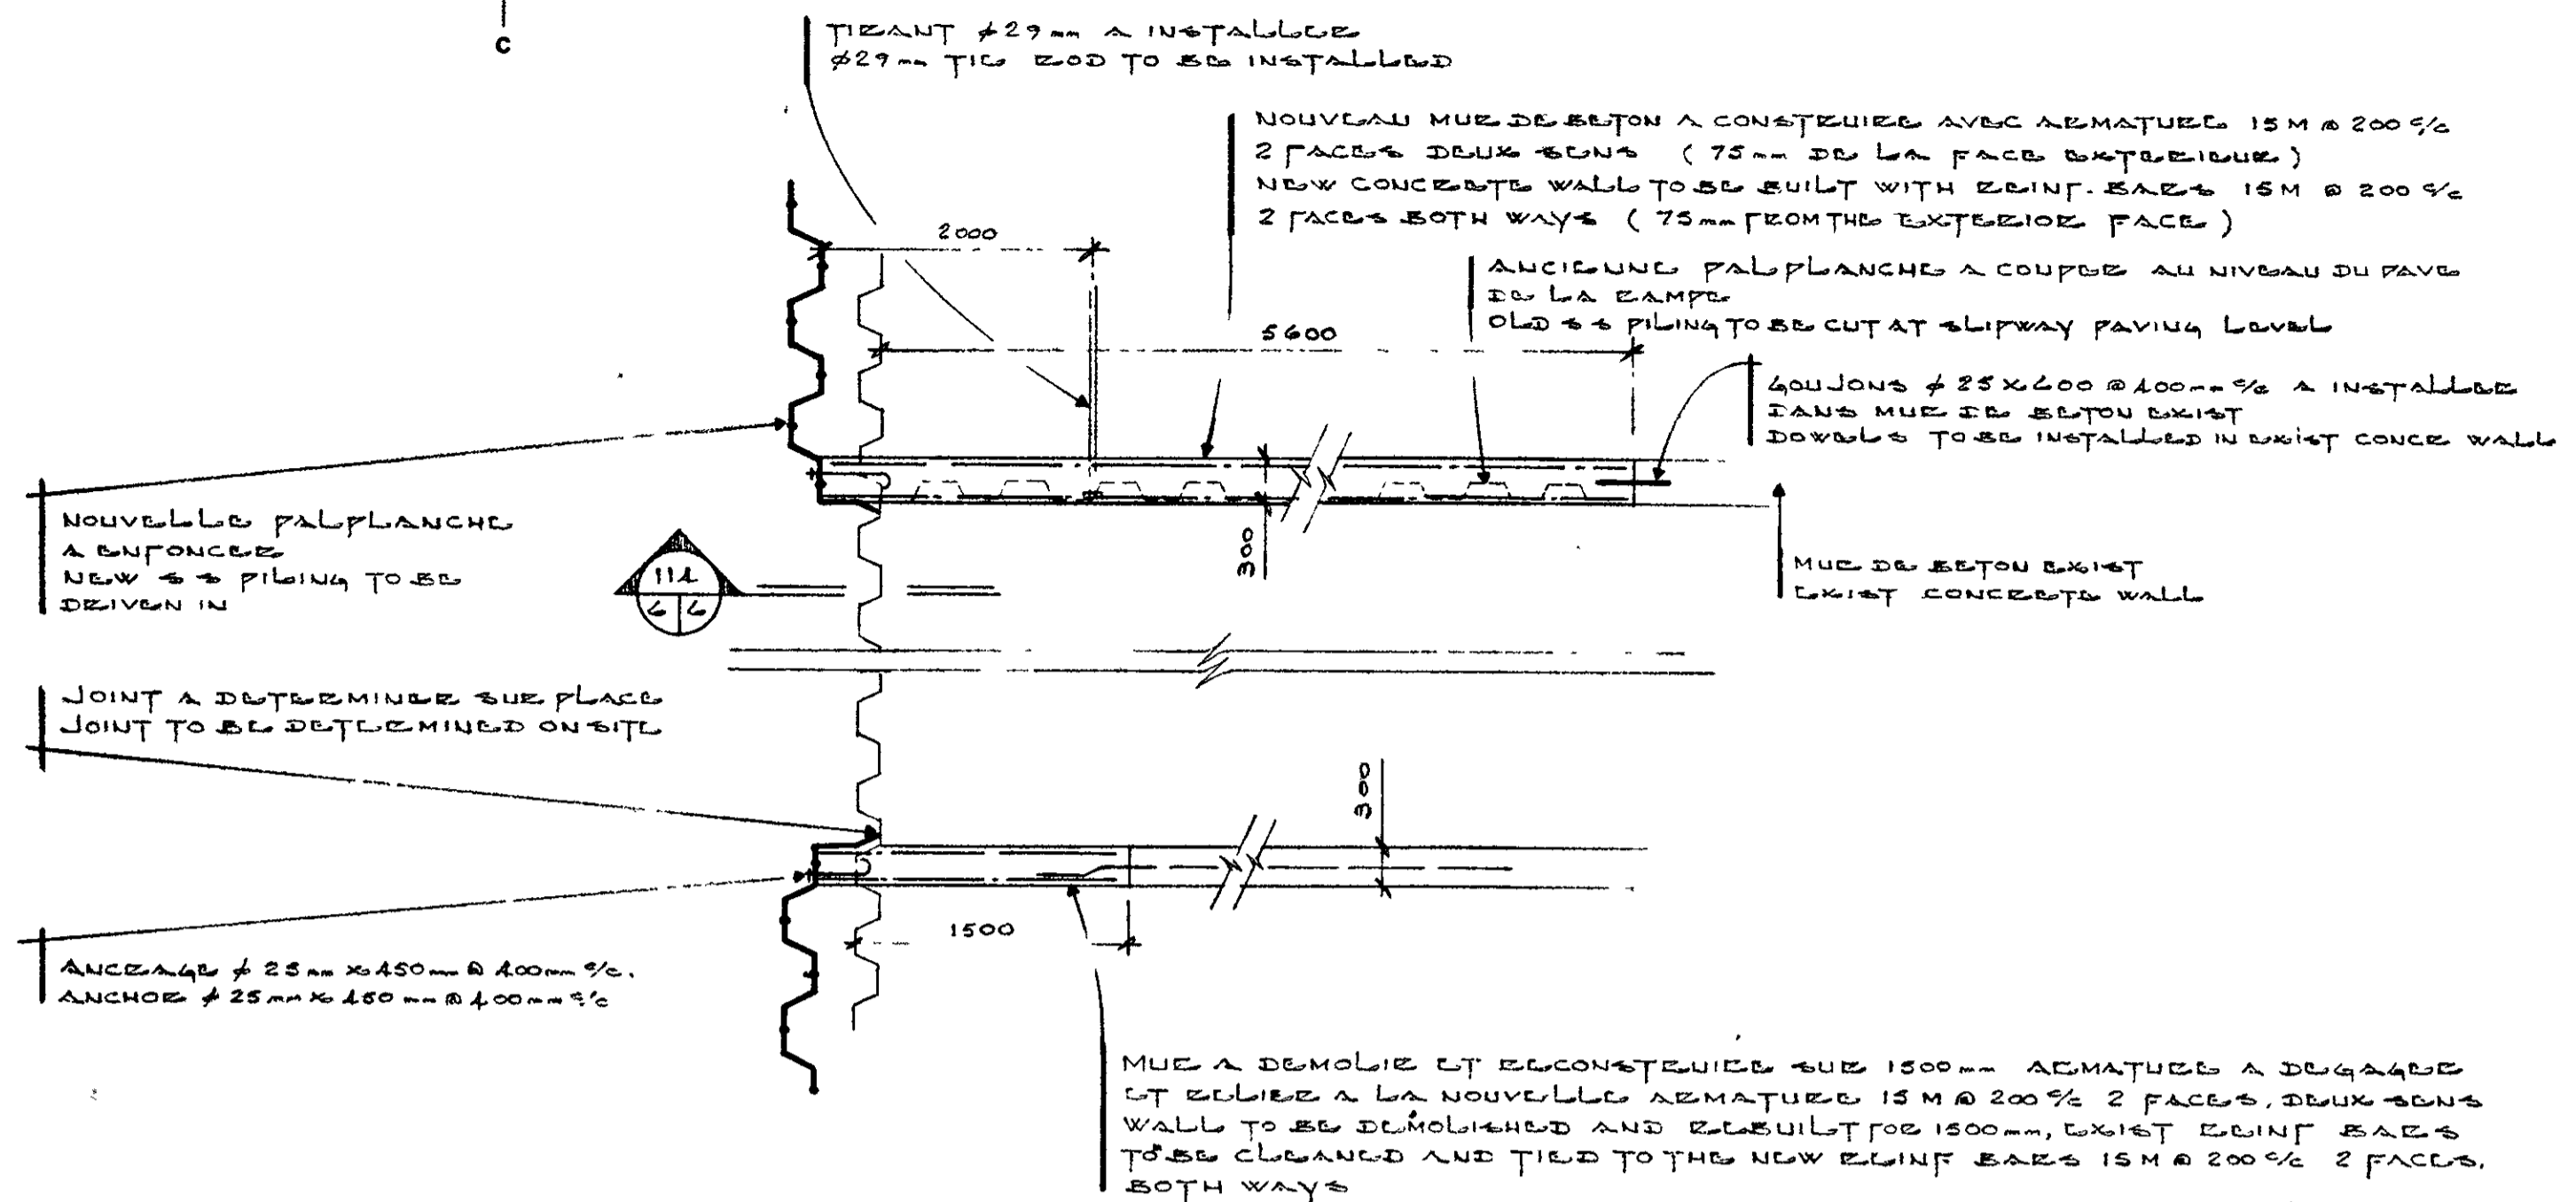 C
TIRANT ϕ29mm A INSTALLER
ϕ29mm TIE ROD TO BE INSTALLED
NOUVEAU MUR DE BETON A CONSTRUIRE AVEC ARMATURE 15M @ 200 c/c
2 FACES DEUX SENS (75mm DE LA FACE EXTERIEUR)
NEW CONCRETE WALL TO BE BUILT WITH REINF. BARS 15M @ 200 c/c
2 FACES BOTH WAYS (75mm FROM THE EXTERIOR FACE)
2000
ANCIENNE PALPLANCHE A COUPER AU NIVEAU DU PAVE
DE LA RAMPE
OLD S S PILING TO BE CUT AT SLIPWAY PAVING LEVEL
5600
GOUJONS ϕ 25 X 600 @ 400mm c/c A INSTALLER
DANS MUR DE BETON EXIST
DOWELS TO BE INSTALLED IN EXIST CONCR WALL
NOUVELLE PALPLANCHE
A ENFONCER
NEW S S PILING TO BE
DRIVEN IN
300
114
6 6
MUR DE BETON EXIST
EXIST CONCRETE WALL
JOINT A DETERMINER SUR PLACE
JOINT TO BE DETERMINED ON SITE
300
1500
ANCRAGE ϕ 25mm X 450mm @ 400mm c/c.
ANCHOR ϕ 25mm X 450mm @ 400mm c/c
MUR A DEMOLIR ET RECONSTRUIRE SUR 1500mm ARMATURE A DEGAGER
ET RELIER A LA NOUVELLE ARMATURE 15M @ 200 c/c 2 FACES, DEUX SENS
WALL TO BE DEMOLISHED AND REBUILT FOR 1500mm, EXIST REINF BARS
TO BE CLEANED AND TIED TO THE NEW REINF BARS 15M @ 200 c/c 2 FACES,
BOTH WAYS